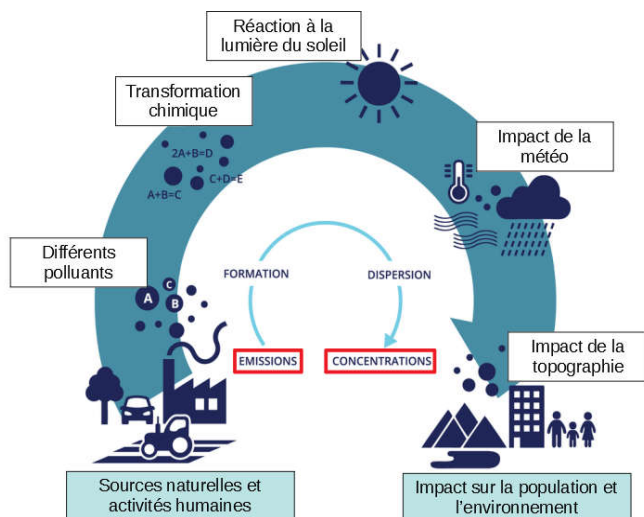 Réaction à la
lumière du soleil
Transformation
chimique
2A+B=D
C+D=E
A+B=C
Impact de la
météo
Différents
polluants
A
C
B
FORMATION
DISPERSION
EMISSIONS
CONCENTRATIONS
Impact de la
topographie
Sources naturelles et
activités humaines
Impact sur la population et
l'environnement